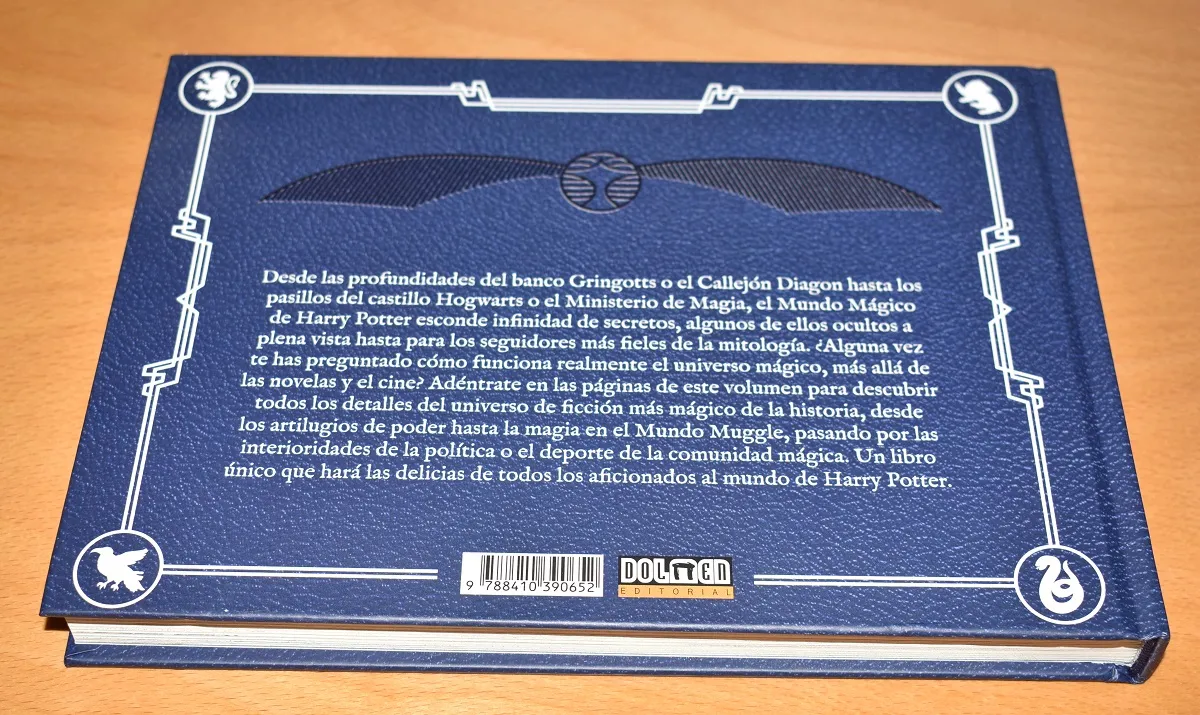 Desde las profundidades del banco Gringotts o el Callejón Diagon hasta los
pasillos del castillo Hogwarts o el Ministerio de Magia, el Mundo Mágico
de Harry Potter esconde infinidad de secretos, algunos de ellos ocultos a
plena vista hasta para los seguidores más fieles de la mitología. ¿Alguna vez
te has preguntado cómo funciona realmente el universo mágico, más allá de
las novelas y el cine? Adéntrate en las páginas de este volumen para descubrir
todos los detalles del universo de ficción más mágico de la historia, desde
los artilugios de poder hasta la magia en el Mundo Muggle, pasando por las
interioridades de la política o el deporte de la comunidad mágica. Un libro
único que hará las delicias de todos los aficionados al mundo de Harry Potter.
9 788410 390652
DOLMEN
EDITORIAL